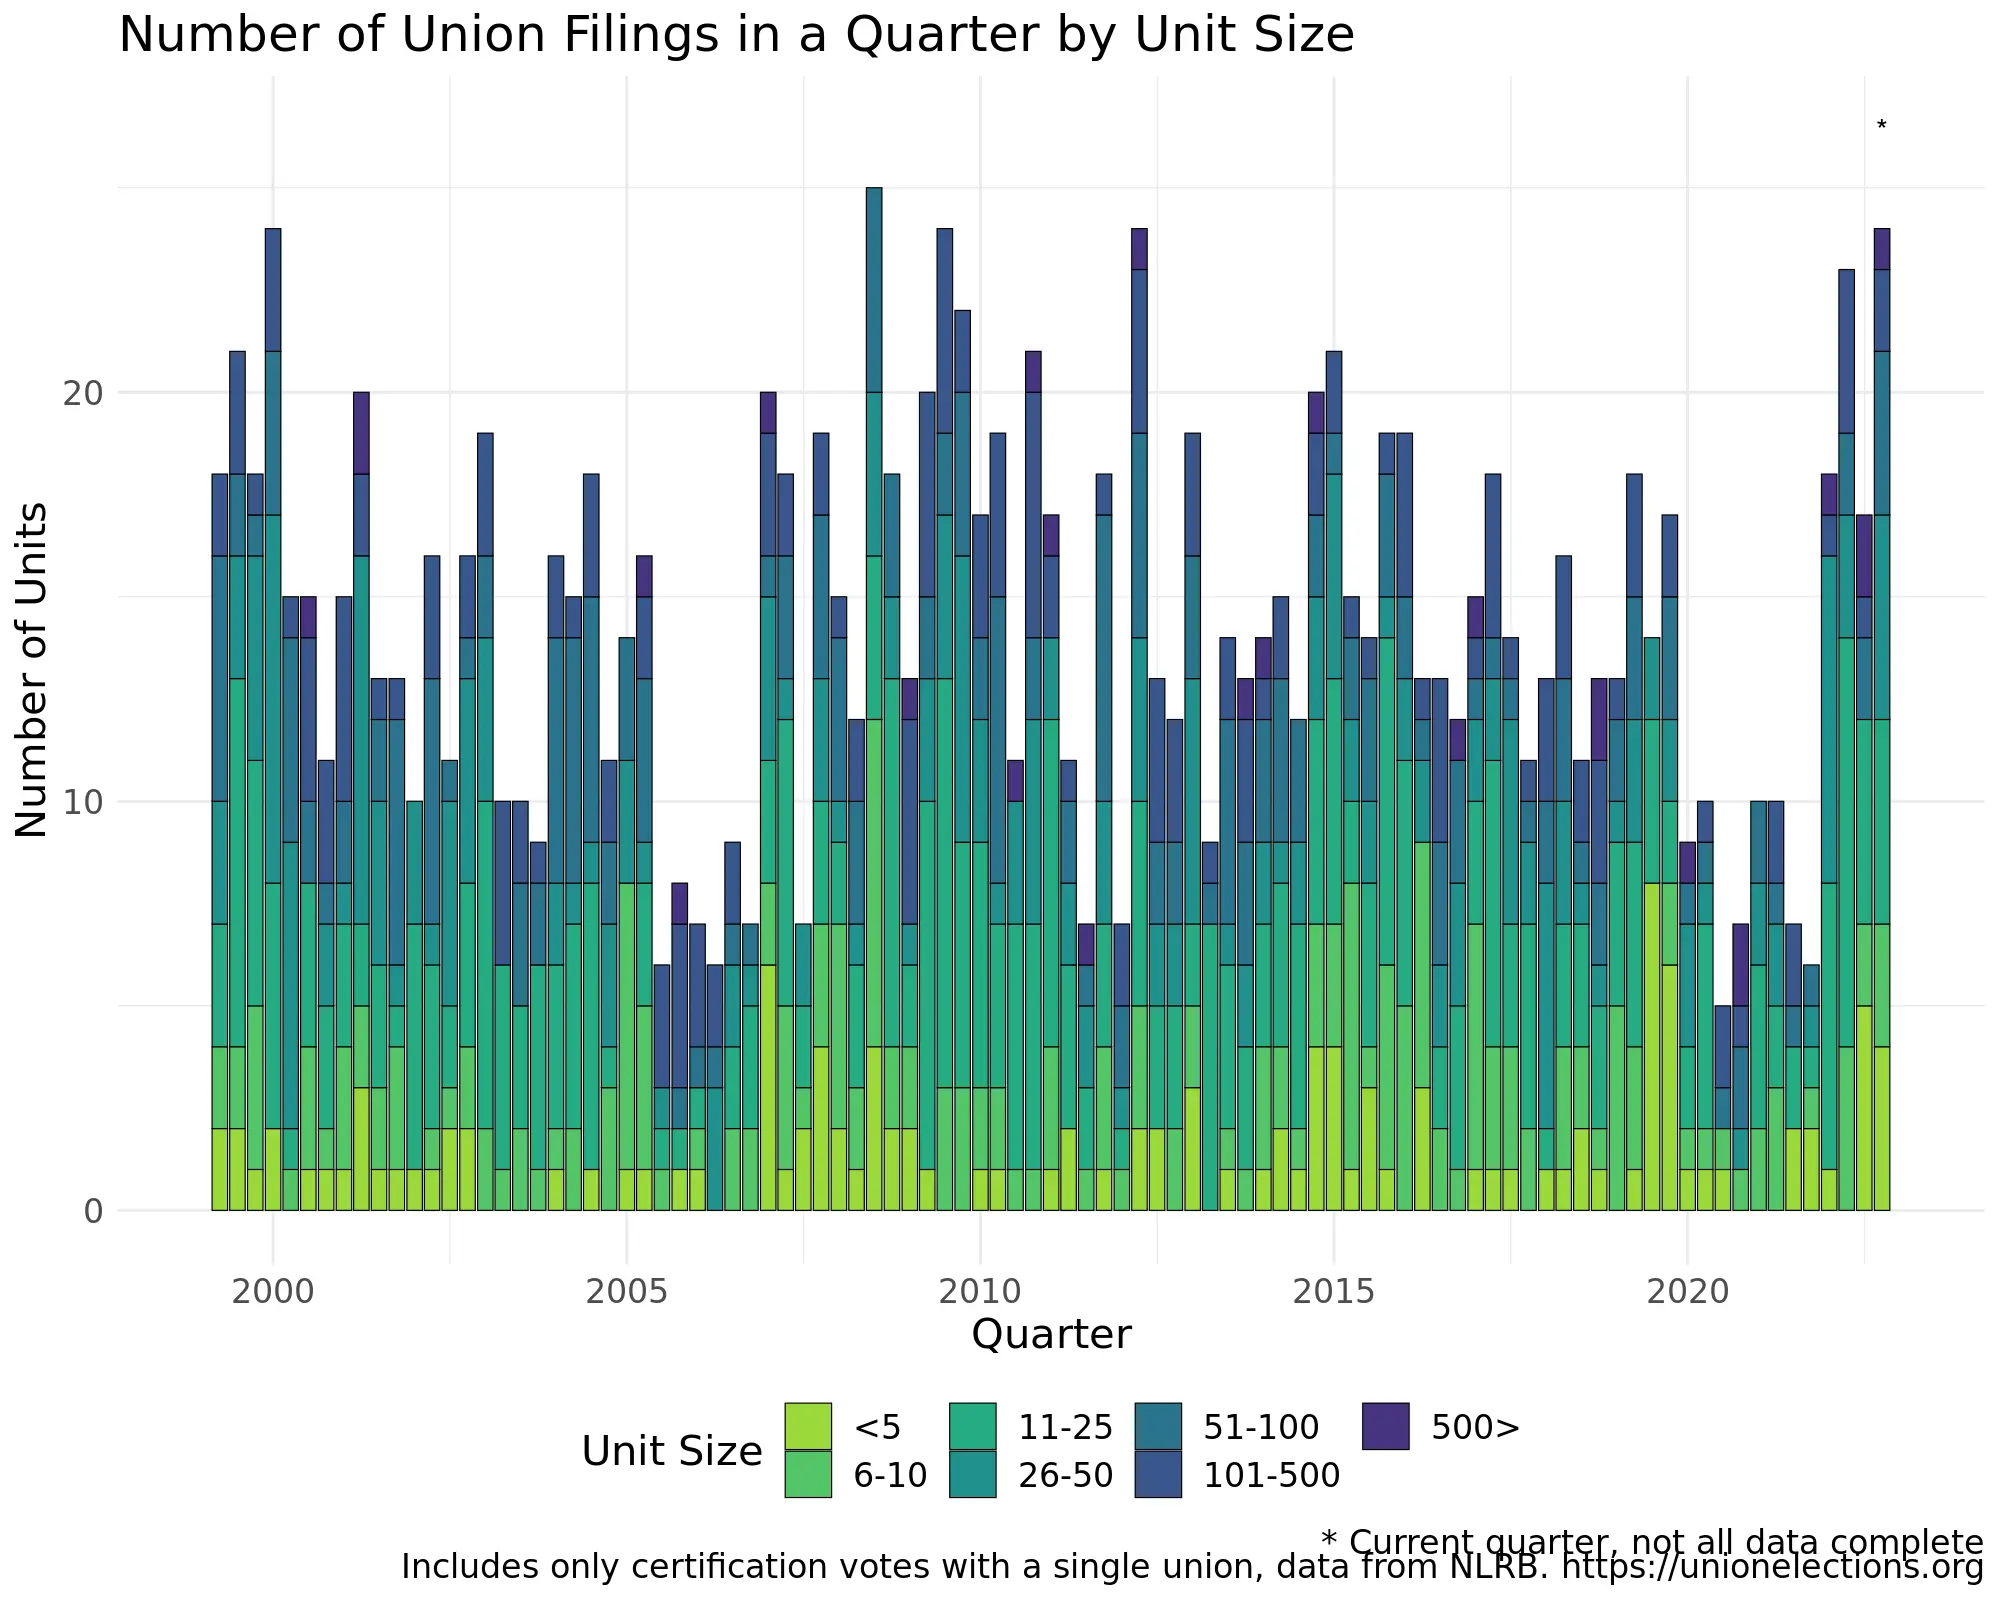 Number of Union Filings in a Quarter by Unit Size
*
Number of Units
20
10
0
2000 2005 2010 2015 2020
Quarter
Unit Size
<5 11-25 51-100 500>
6-10 26-50 101-500
* Current quarter, not all data complete
Includes only certification votes with a single union, data from NLRB. https://unionelections.org